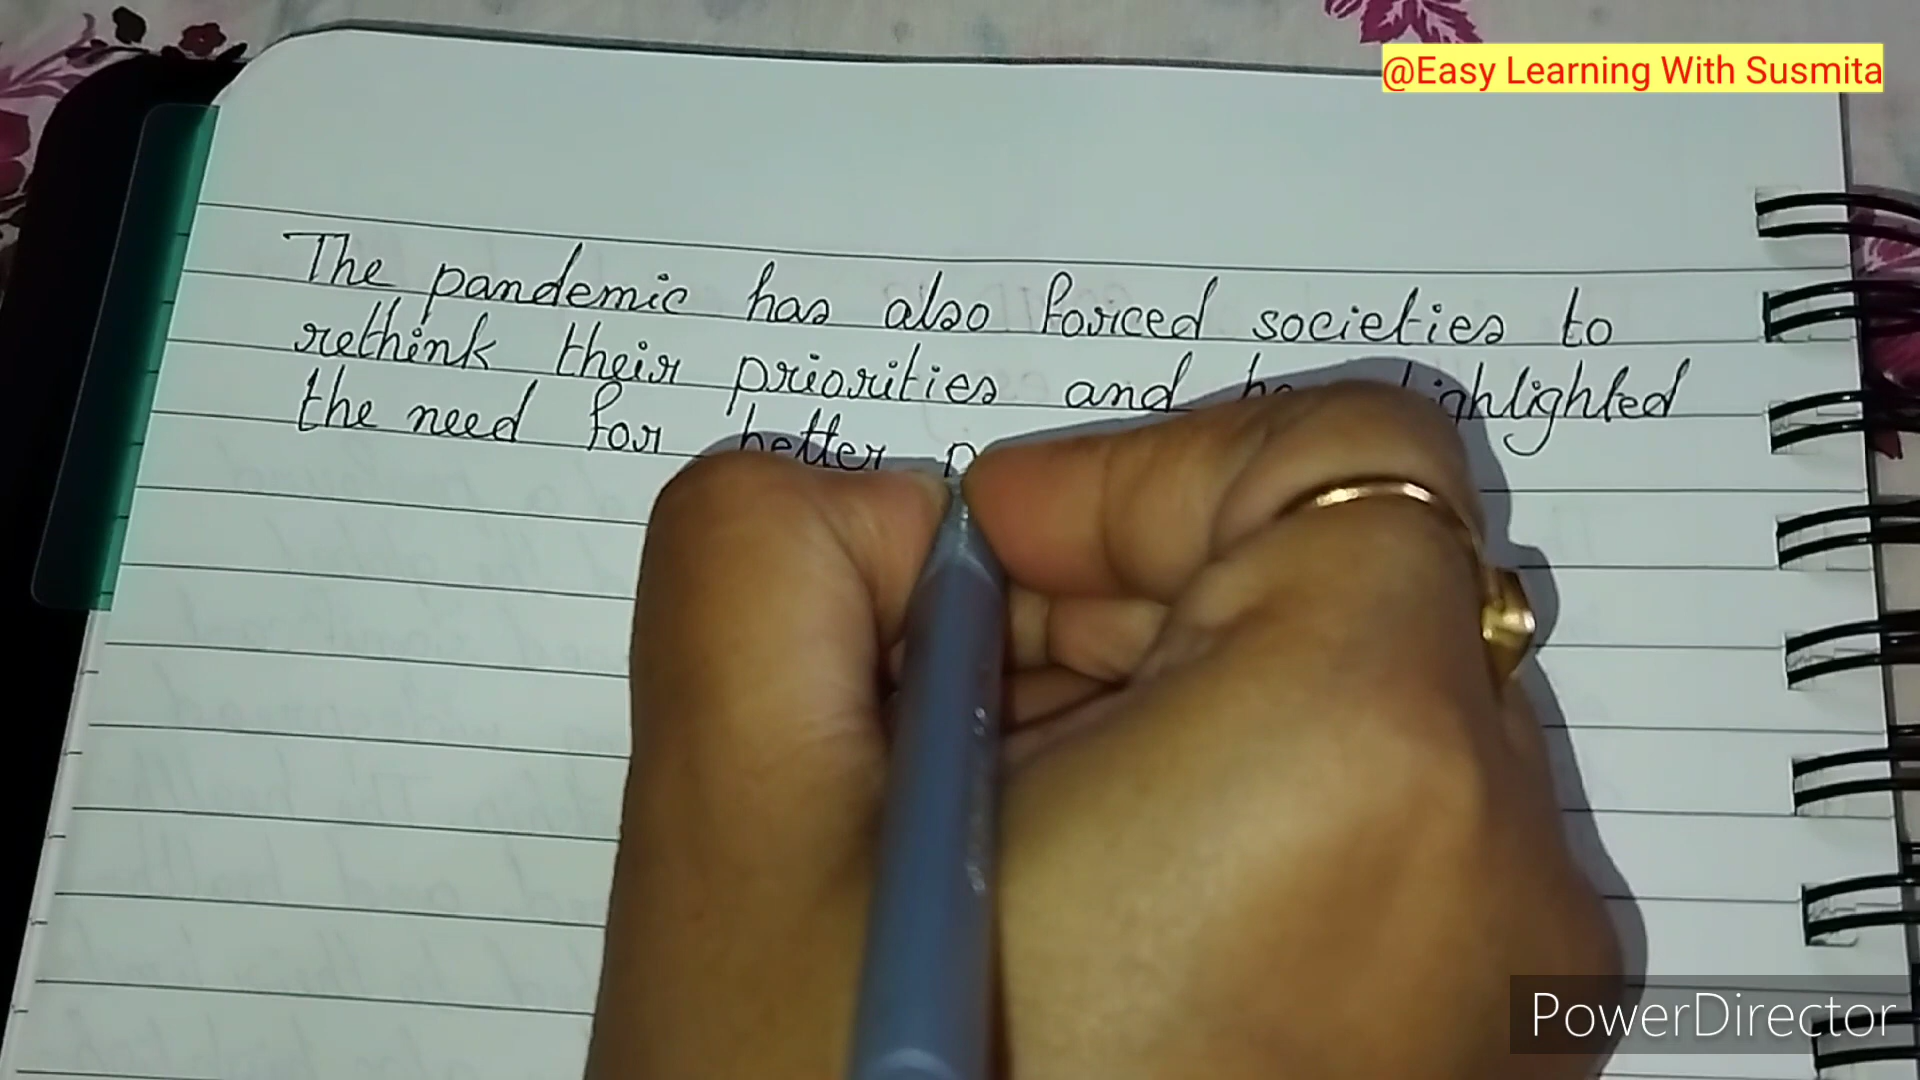 @Easy Learning With Susmita
The pandemic has also forced societies to
rethink their priorities and highlighted
the need for better
PowerDirector